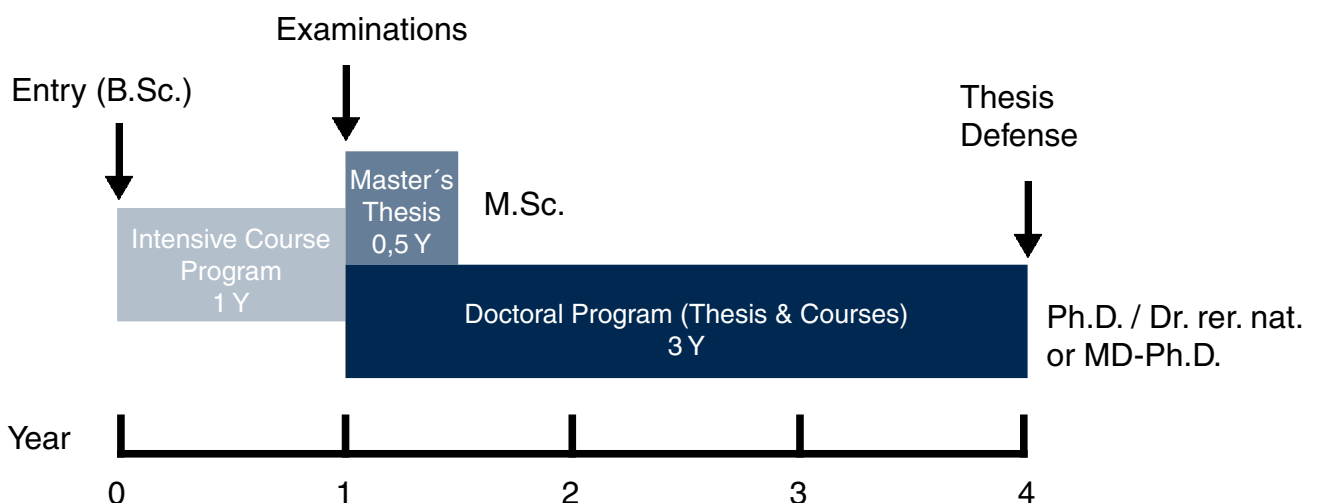 Examinations
Entry (B.Sc.)
Thesis
Defense
Master´s
Thesis
0,5 Y
M.Sc.
Intensive Course
Program
1 Y
Doctoral Program (Thesis & Courses)
3 Y
Ph.D. / Dr. rer. nat.
or MD-Ph.D.
Year
0 1 2 3 4